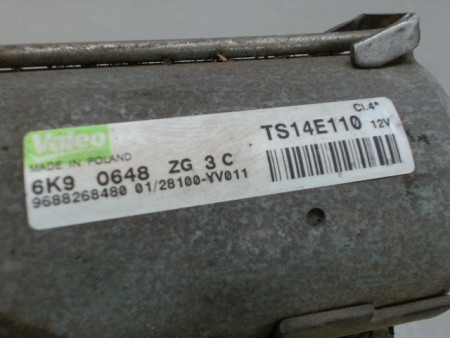 Valeo
MADE IN POLAND
TS14E110
Cl.4*
12V
6K9 0648 ZG 3 C
9688268480 01/28100-YV011